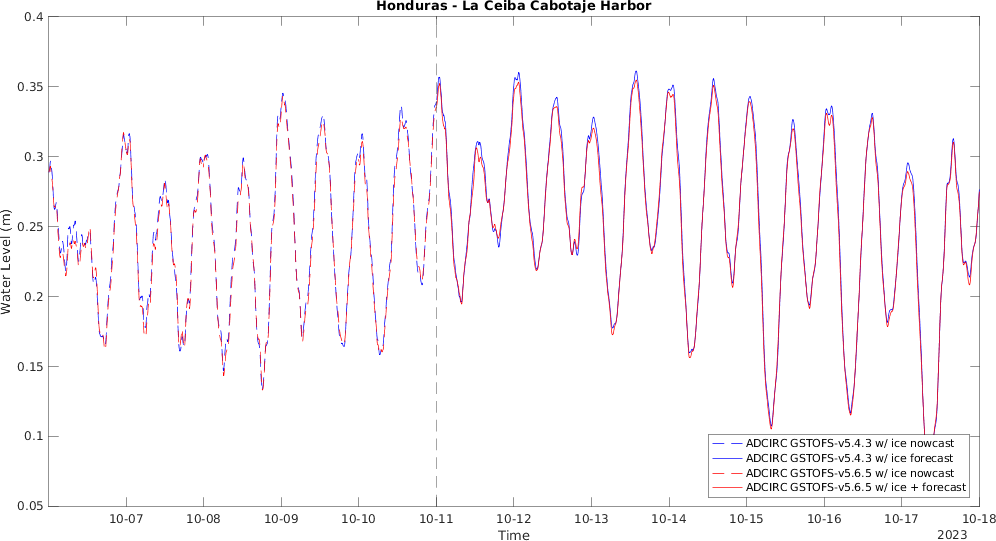 Honduras - La Ceiba Cabotaje Harbor
0.4
0.35
0.3
0.25
0.2
0.15
0.1
0.05
Water Level (m)
ADCIRC GSTOFS-v5.4.3 w/ ice nowcast
ADCIRC GSTOFS-v5.4.3 w/ ice forecast
ADCIRC GSTOFS-v5.6.5 w/ ice nowcast
ADCIRC GSTOFS-v5.6.5 w/ ice + forecast
10-07 10-08 10-09 10-10 10-11 10-12 10-13 10-14 10-15 10-16 10-17 10-18
Time
2023